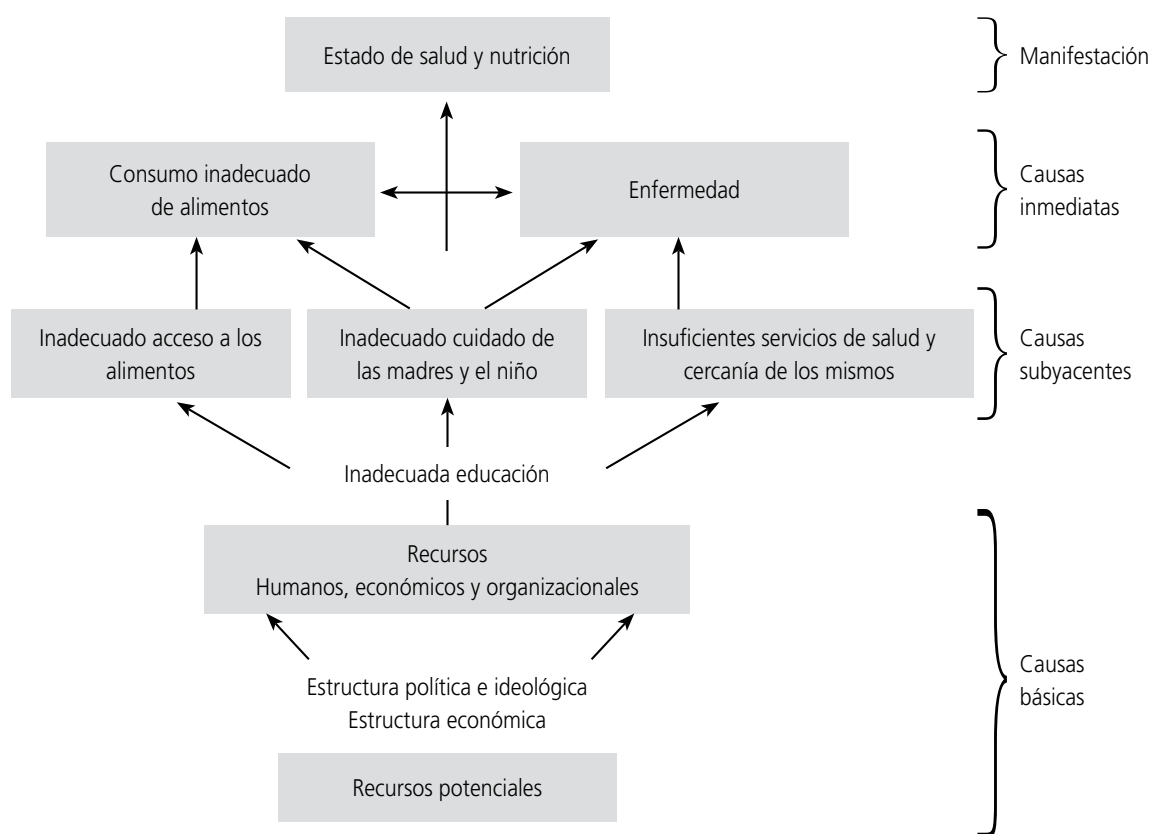 Estado de salud y nutrición
Manifestación
Consumo inadecuado
de alimentos
Enfermedad
Causas
inmediatas
Inadecuado acceso a los
alimentos
Inadecuado cuidado de
las madres y el niño
Insuficientes servicios de salud y
cercanía de los mismos
Causas
subyacentes
Inadecuada educación
Recursos
Humanos, económicos y organizacionales
Estructura política e ideológica
Estructura económica
Recursos potenciales
Causas
básicas